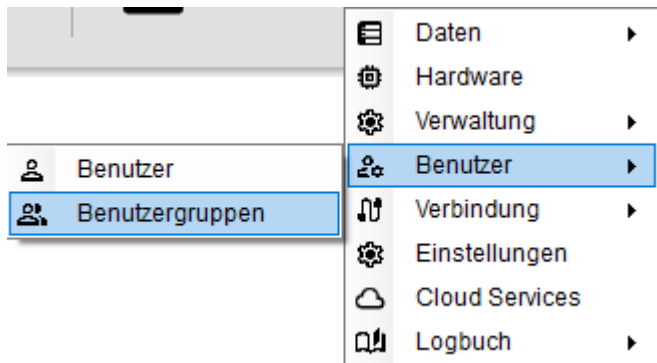 Daten
Hardware
Verwaltung
Benutzer
Verbindung
Einstellungen
Cloud Services
Logbuch
Benutzer
Benutzergruppen